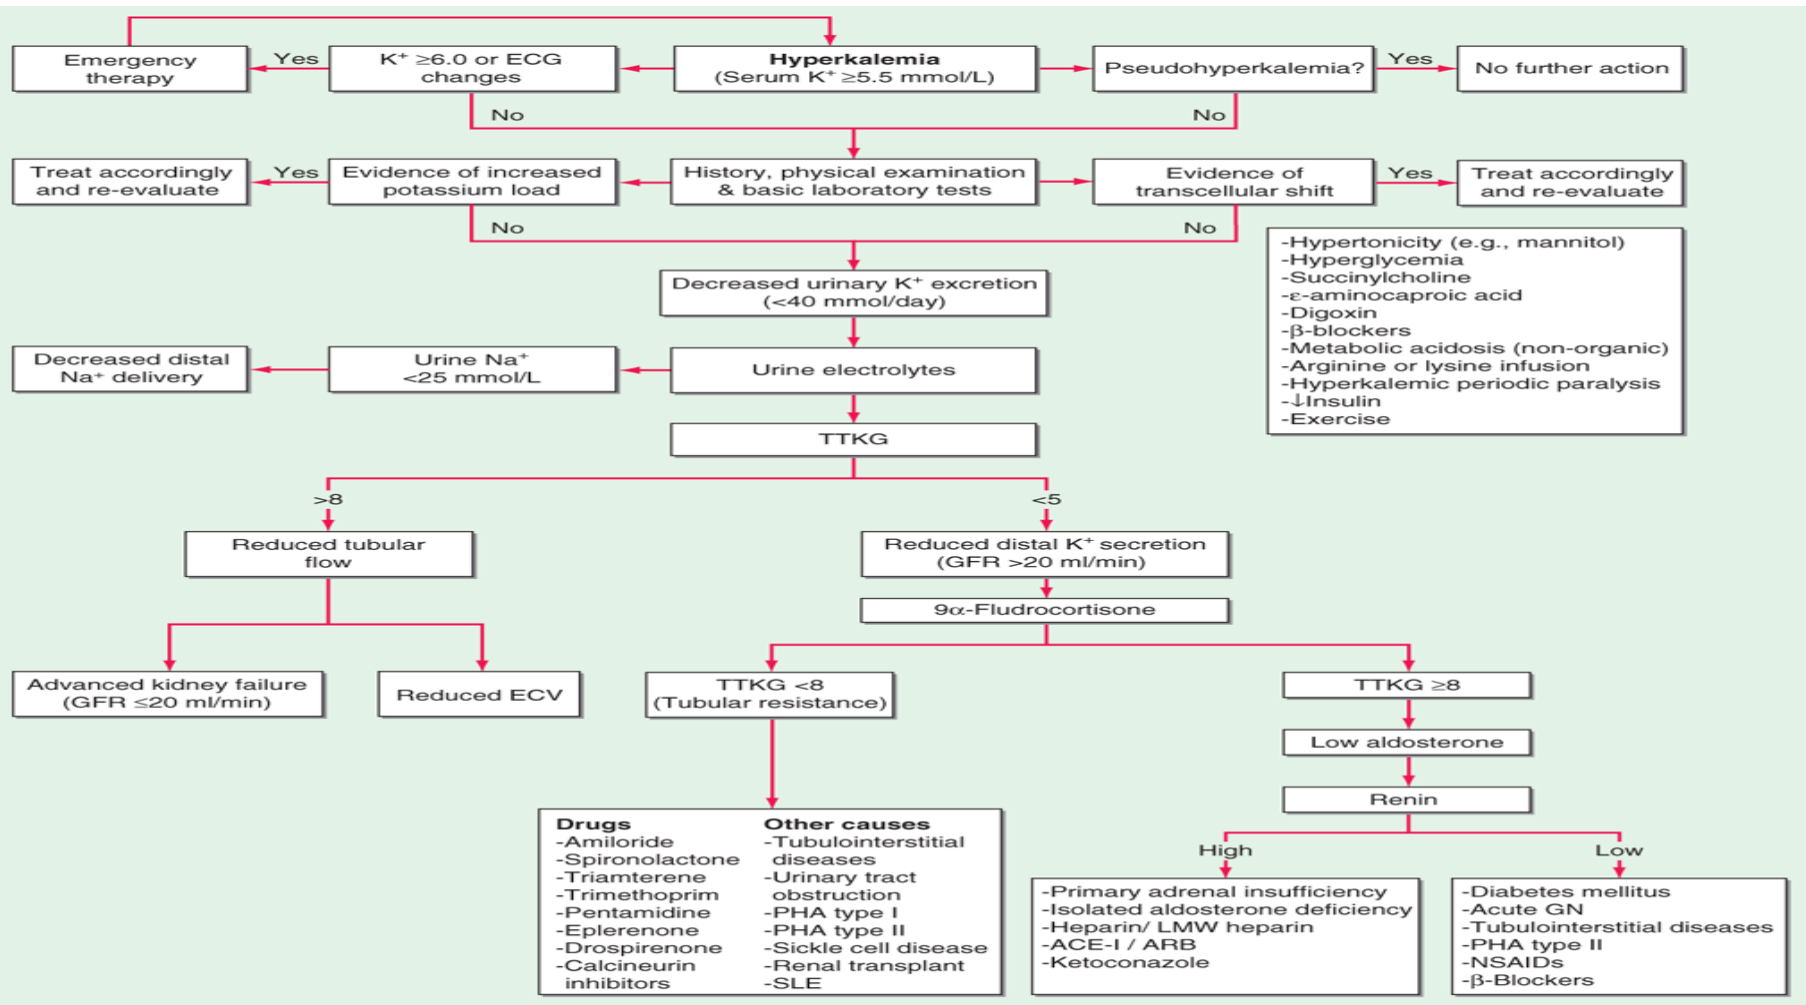 Emergency
therapy
Yes
K⁺ ≥6.0 or ECG
changes
Hyperkalemia
(Serum K⁺ ≥5.5 mmol/L)
Pseudohyperkalemia?
Yes
No further action
No
No
Treat accordingly
and re-evaluate
Yes
Evidence of increased
potassium load
History, physical examination
& basic laboratory tests
Evidence of
transcellular shift
Yes
Treat accordingly
and re-evaluate
No
No
-Hypertonicity (e.g., mannitol)
-Hyperglycemia
-Succinylcholine
-ε-aminocaproic acid
-Digoxin
-β-blockers
-Metabolic acidosis (non-organic)
-Arginine or lysine infusion
-Hyperkalemic periodic paralysis
-↓Insulin
-Exercise
Decreased urinary K⁺ excretion
(<40 mmol/day)
Decreased distal
Na⁺ delivery
Urine Na⁺
<25 mmol/L
Urine electrolytes
TTKG
>8
<5
Reduced tubular
flow
Reduced distal K⁺ secretion
(GFR >20 ml/min)
9α-Fludrocortisone
Advanced kidney failure
(GFR ≤20 ml/min)
Reduced ECV
TTKG <8
(Tubular resistance)
TTKG ≥8
Low aldosterone
Renin
High
Low
Drugs
-Amiloride
-Spironolactone
-Triamterene
-Trimethoprim
-Pentamidine
-Eplerenone
-Drospirenone
-Calcineurin
inhibitors
Other causes
-Tubulointerstitial
diseases
-Urinary tract
obstruction
-PHA type I
-PHA type II
-Sickle cell disease
-Renal transplant
-SLE
-Primary adrenal insufficiency
-Isolated aldosterone deficiency
-Heparin/ LMW heparin
-ACE-I / ARB
-Ketoconazole
-Diabetes mellitus
-Acute GN
-Tubulointerstitial diseases
-PHA type II
-NSAIDs
-β-Blockers